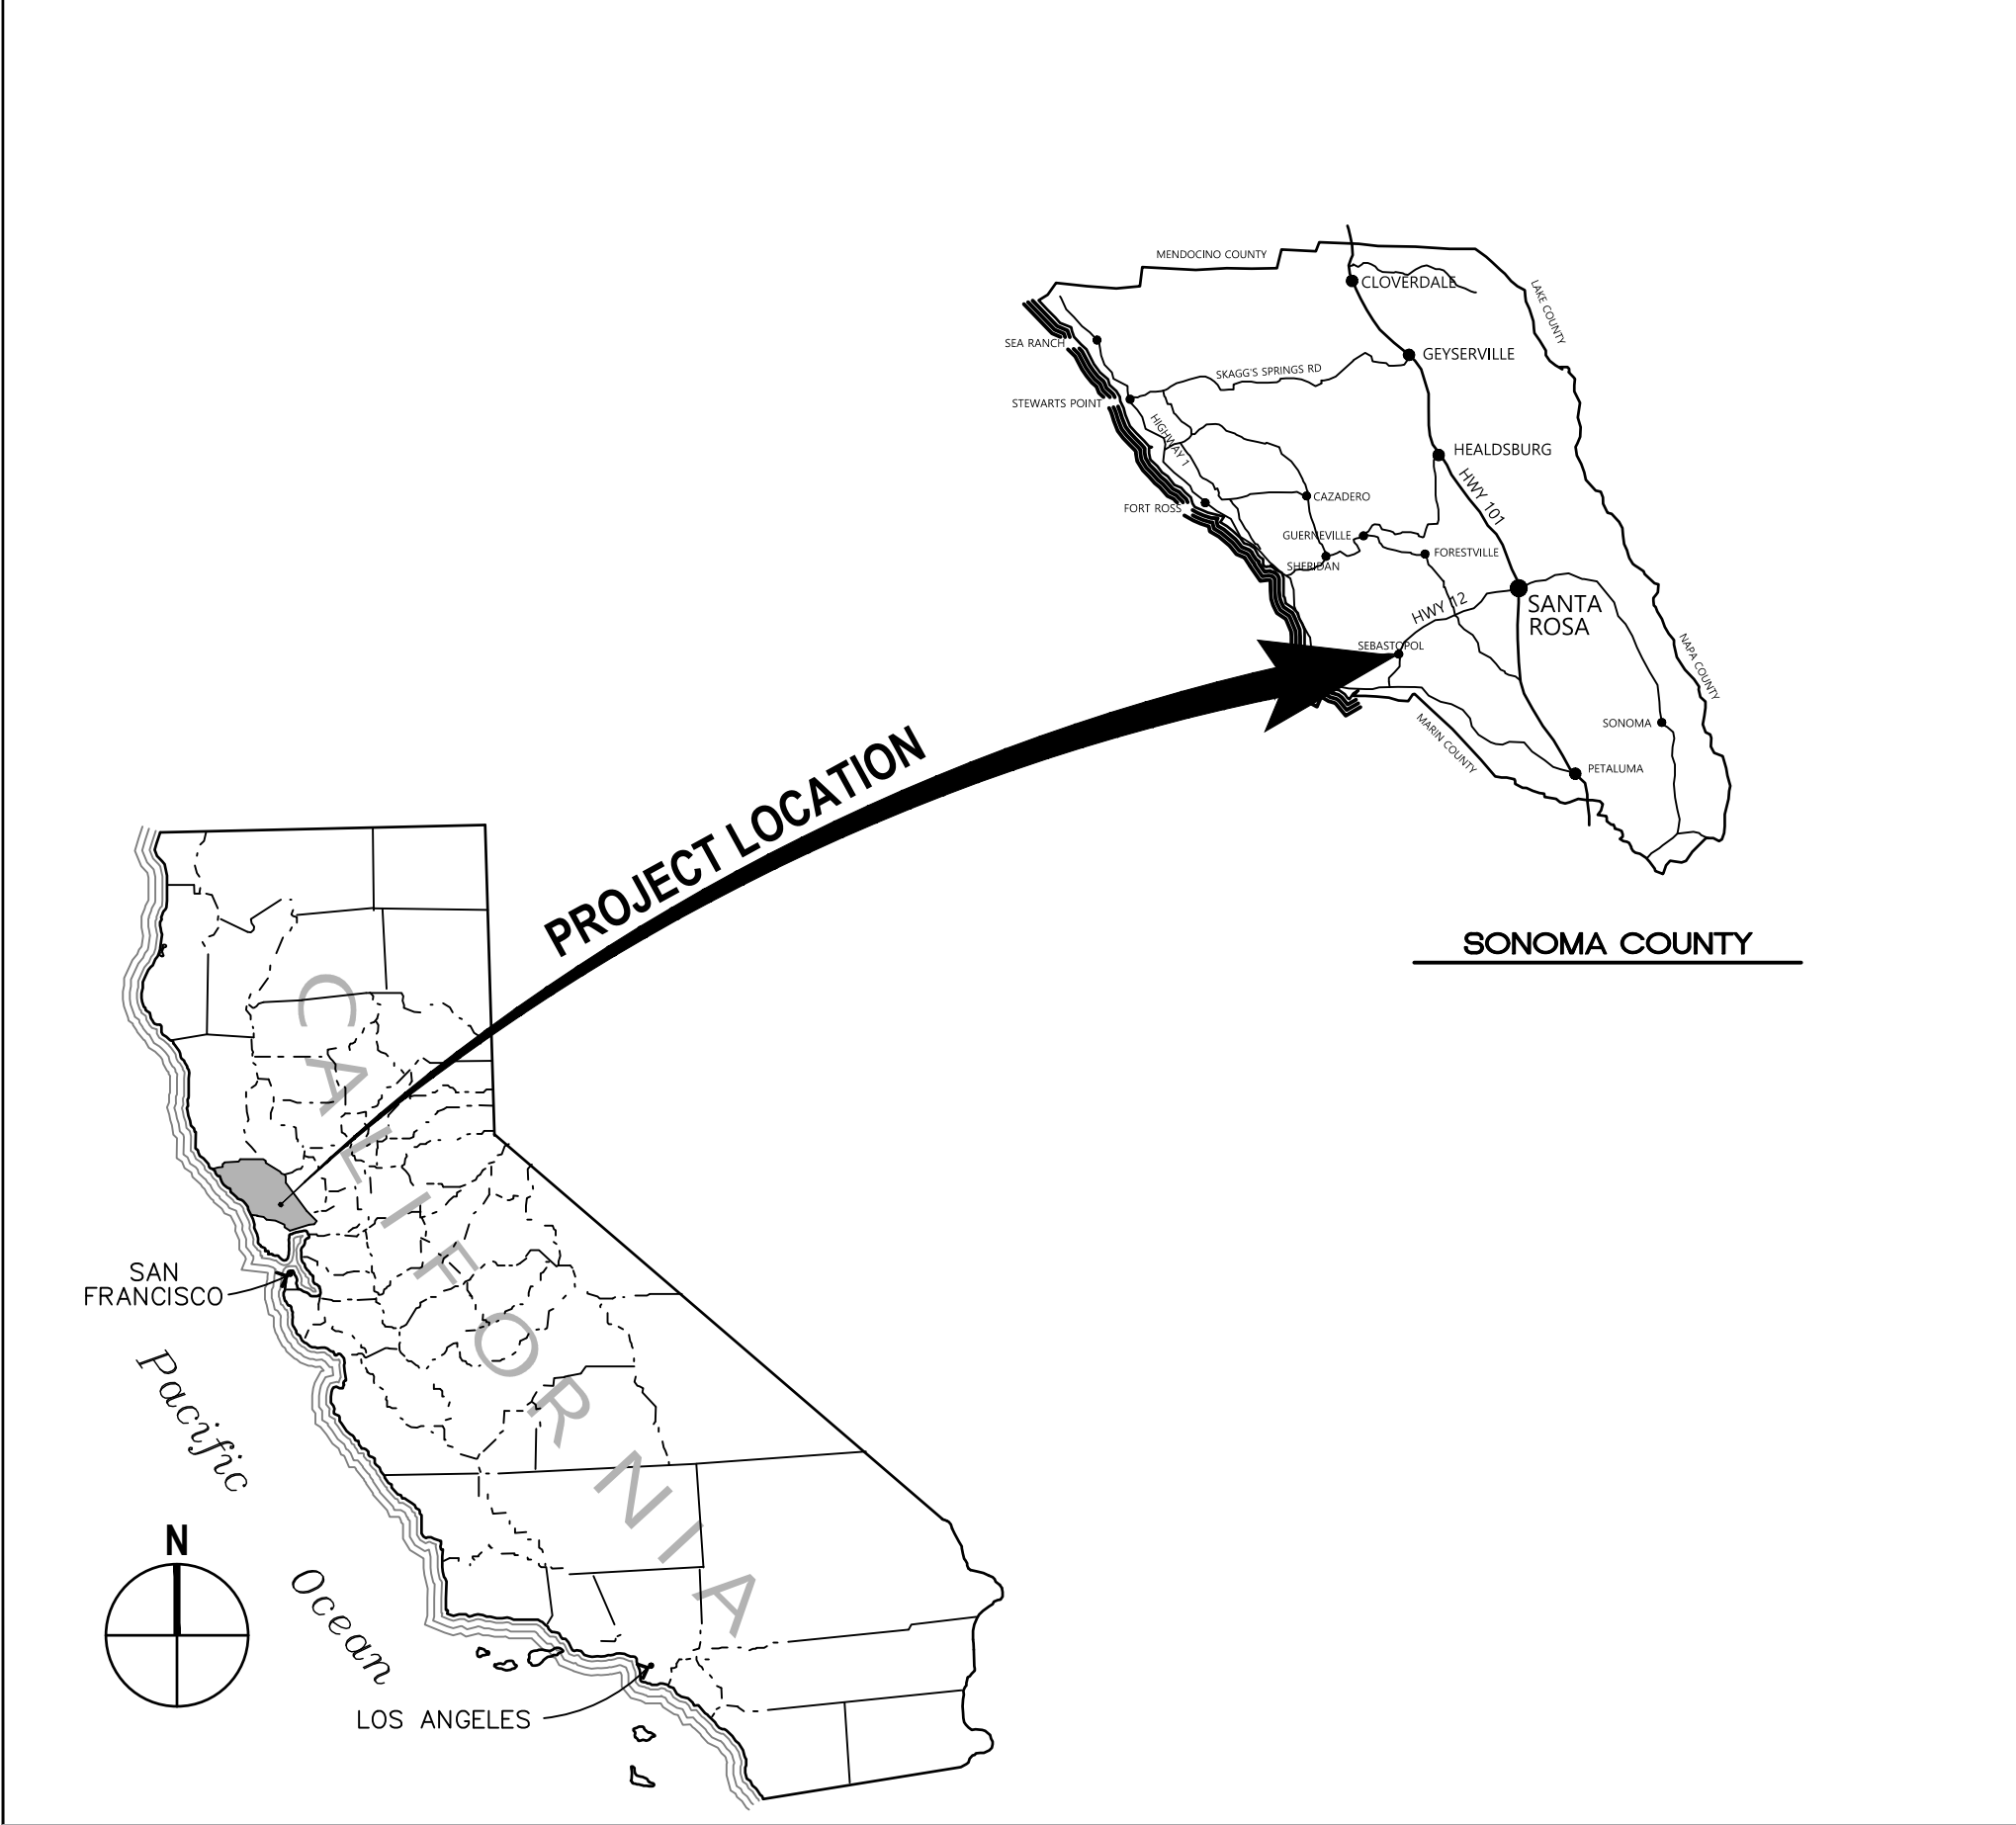 MENDOCINO COUNTY
CLOVERDALE
LAKE COUNTY
SEA RANCH
GEYSERVILLE
SKAGG'S SPRINGS RD
STEWARTS POINT
HIGHWAY 1
HEALDSBURG
HWY 101
CAZADERO
FORT ROSS
GUERNEVILLE
FORESTVILLE
SHERIDAN
HWY 12
SANTA
ROSA
SEBASTOPOL
NAPA COUNTY
SONOMA
MARIN COUNTY
PETALUMA
PROJECT LOCATION
SONOMA COUNTY
CALIFORNIA
SAN
FRANCISCO
Pacific
Ocean
N
LOS ANGELES